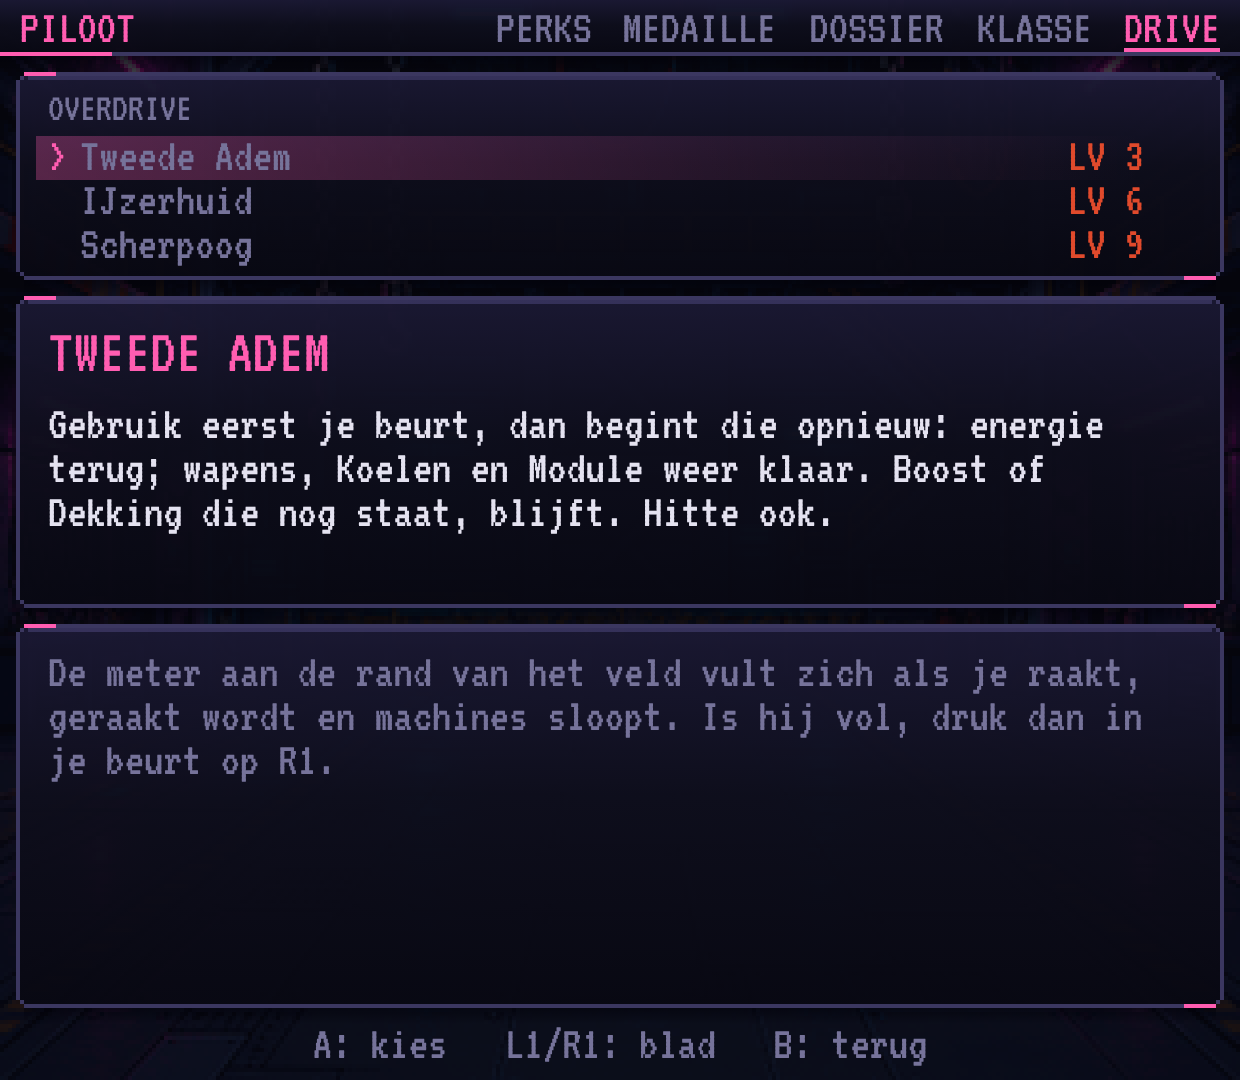 PILOOT PERKS MEDAILLE DOSSIER KLASSE DRIVE
OVERDRIVE
> Tweede Adem LV 3
IJzerhuid LV 6
Scherpoog LV 9
TWEEDE ADEM
Gebruik eerst je beurt, dan begint die opnieuw: energie
terug; wapens, Koelen en Module weer klaar. Boost of
Dekking die nog staat, blijft. Hitte ook.
De meter aan de rand van het veld vult zich als je raakt,
geraakt wordt en machines sloopt. Is hij vol, druk dan in
je beurt op R1.
A: kies L1/R1: blad B: terug